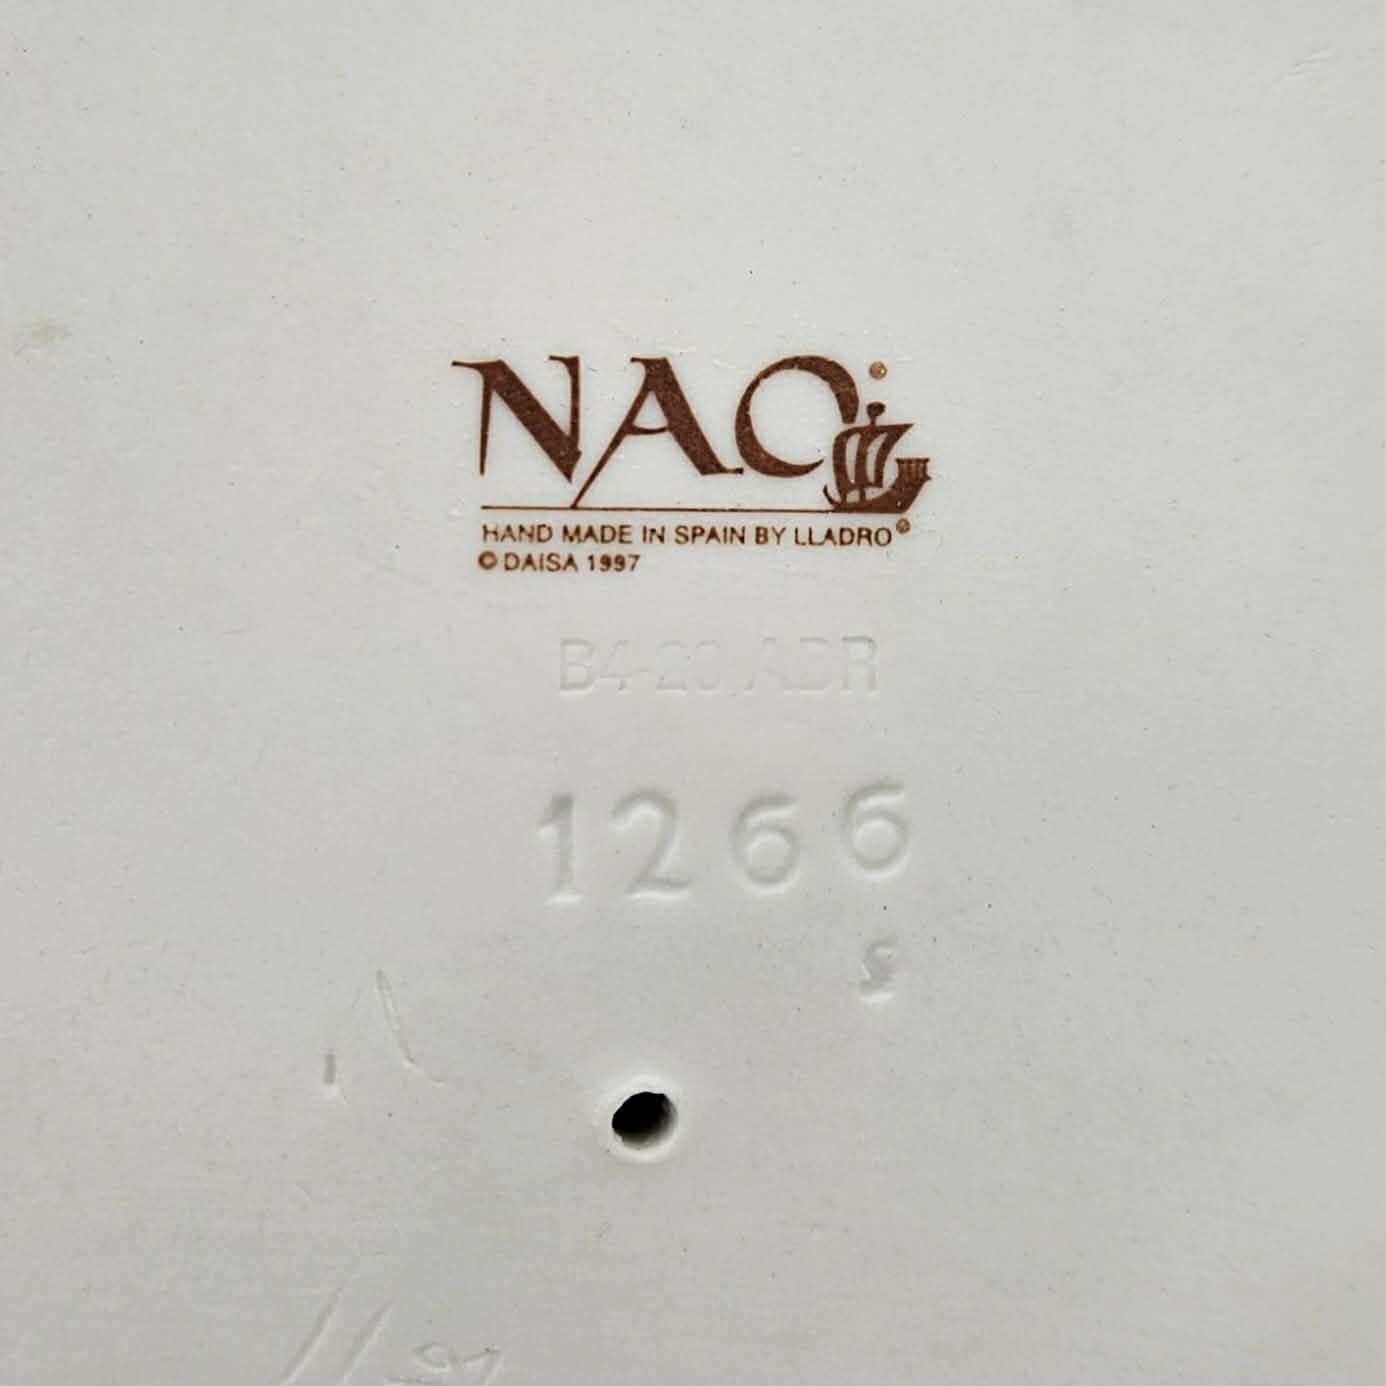 NAO®
HAND MADE IN SPAIN BY LLADRO®
© DAISA 1997
1266
S